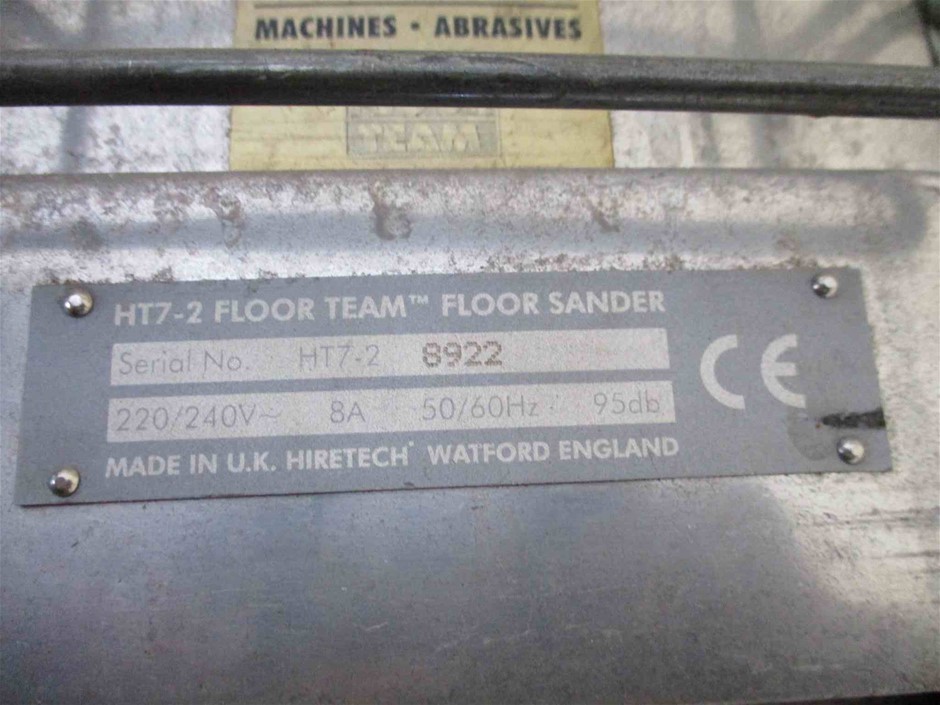 MACHINES • ABRASIVES
TEAM
HT7-2 FLOOR TEAM™ FLOOR SANDER
Serial No. HT7-2 8922
220/240V~ 8A 50/60Hz 95db
CE
MADE IN U.K. HIRETECH® WATFORD ENGLAND